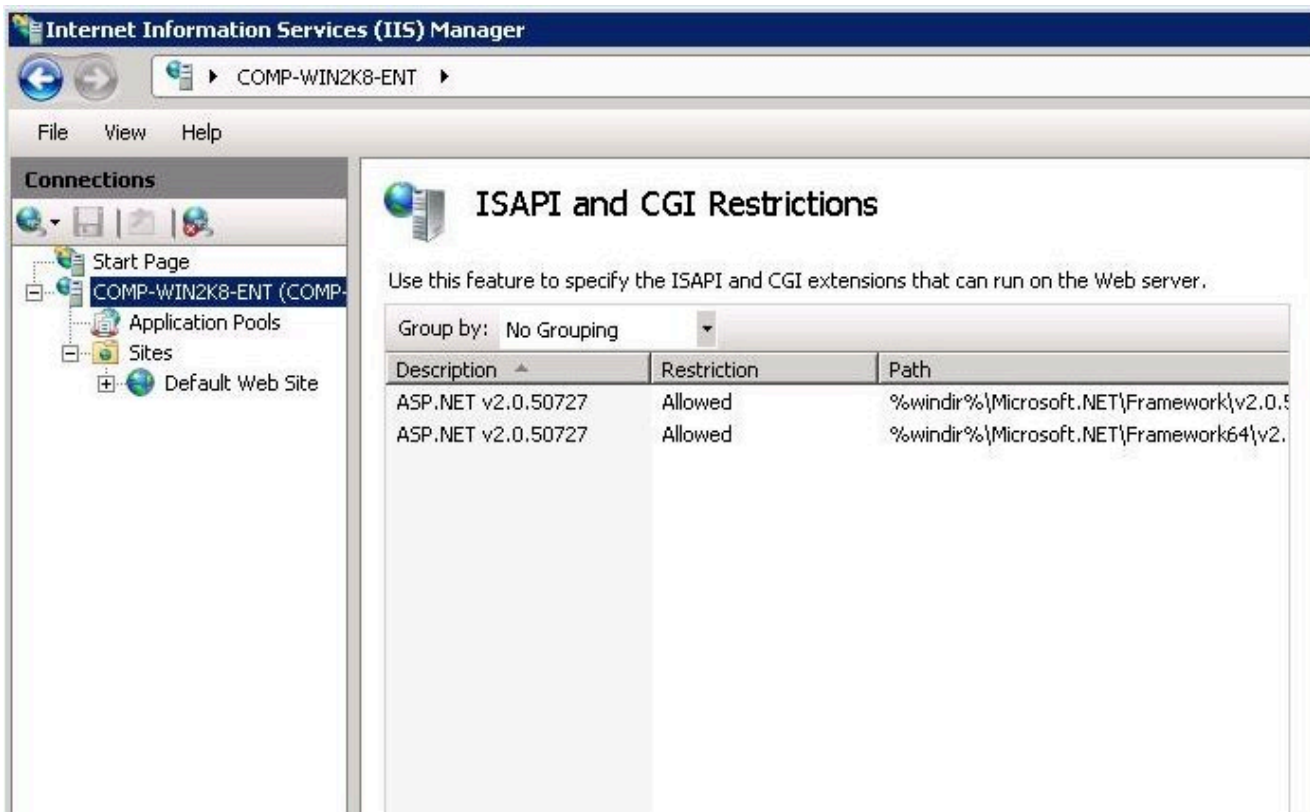 Internet Information Services (IIS) Manager
COMP-WIN2K8-ENT
File View Help
Connections
Start Page
COMP-WIN2K8-ENT (COMP-
Application Pools
Sites
Default Web Site
ISAPI and CGI Restrictions
Use this feature to specify the ISAPI and CGI extensions that can run on the Web server.
Group by: No Grouping
Description Restriction Path
ASP.NET v2.0.50727 Allowed %windir%\Microsoft.NET\Framework\v2.0.5
ASP.NET v2.0.50727 Allowed %windir%\Microsoft.NET\Framework64\v2.